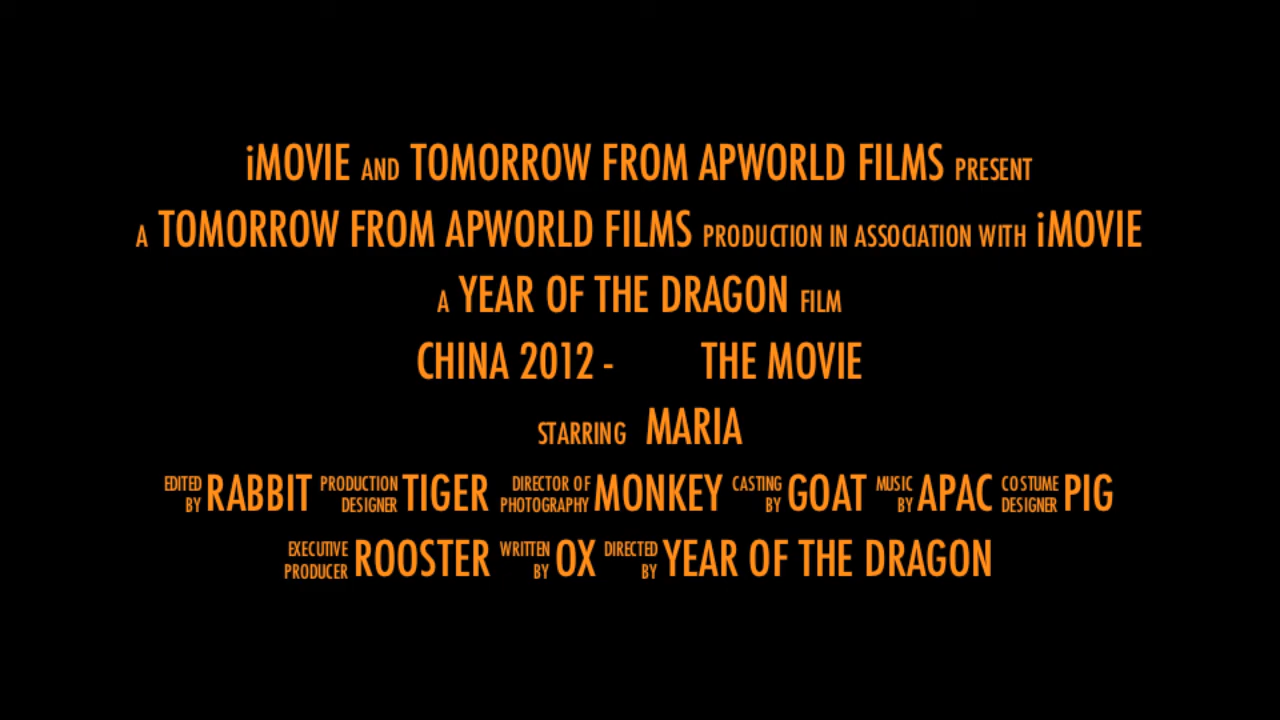 iMOVIE AND TOMORROW FROM APWORLD FILMS PRESENT
A TOMORROW FROM APWORLD FILMS PRODUCTION IN ASSOCIATION WITH iMOVIE
A YEAR OF THE DRAGON FILM
CHINA 2012 - THE MOVIE
STARRING MARIA
EDITED BY RABBIT PRODUCTION DESIGNER TIGER DIRECTOR OF PHOTOGRAPHY MONKEY CASTING BY GOAT MUSIC BY APAC COSTUME DESIGNER PIG
EXECUTIVE PRODUCER ROOSTER WRITTEN BY OX DIRECTED BY YEAR OF THE DRAGON